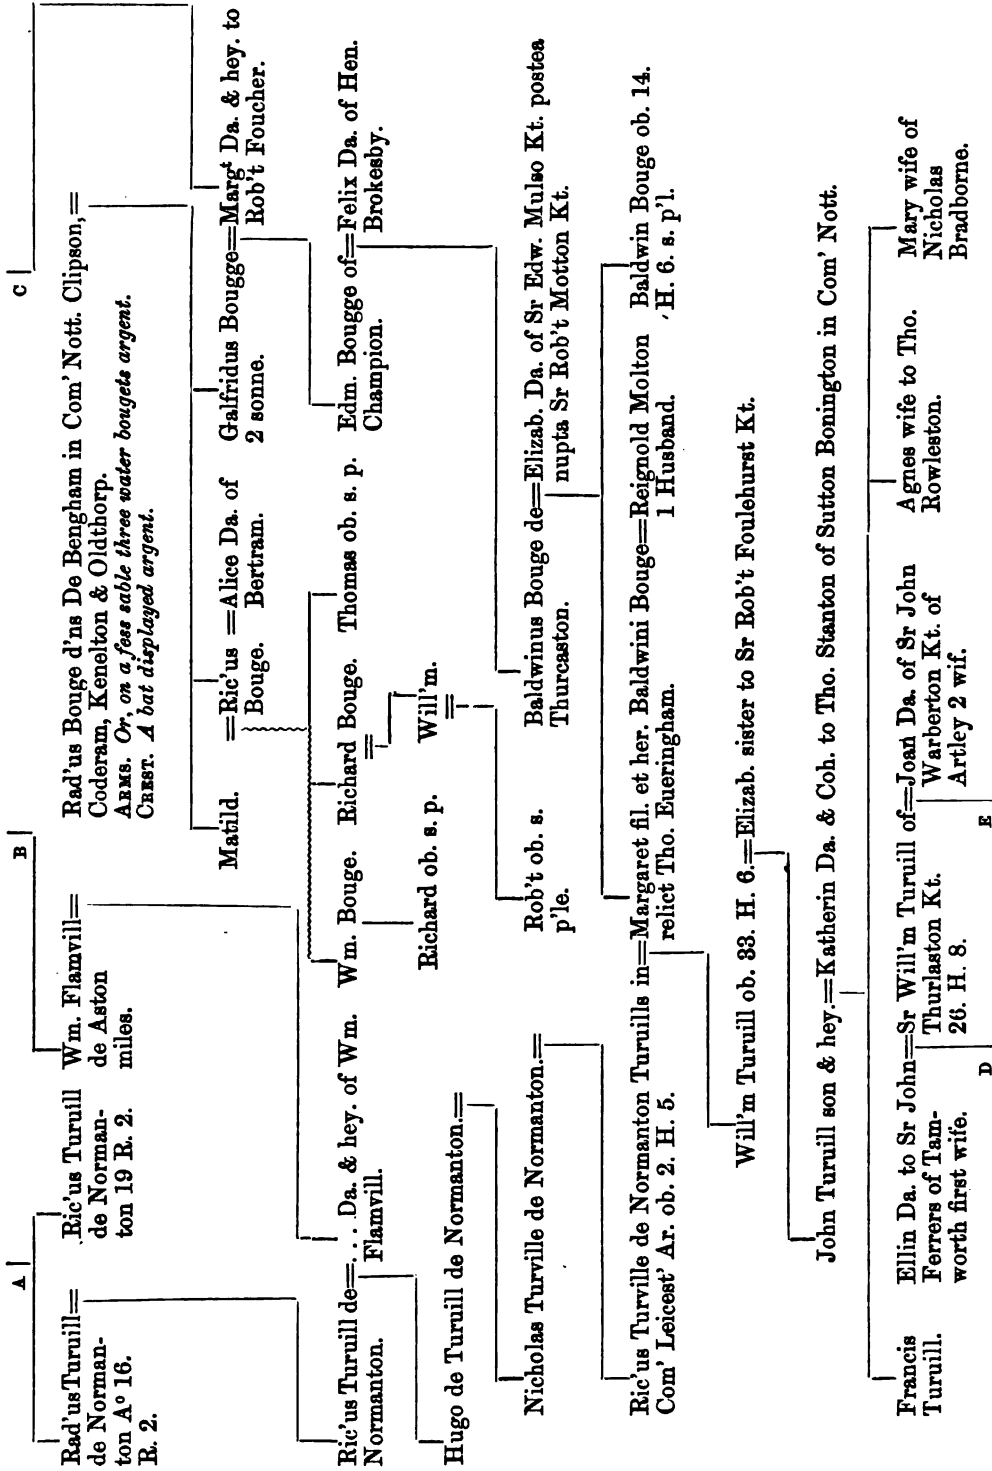 A
B
C
Rad'us Turuill=
de Norman-
ton Aº 16.
R. 2.
Ric'us Turuill
de Norman-
ton 19 R. 2.
Wm. Flamvill=
de Aston
miles.
Rad'us Bouge d'ns De Bengham in Com' Nott. Clipson,=
Coderam, Kenelton & Oldthorp.
ARMS. Or, on a fess sable three water bougets argent.
CREST. A bat displayed argent.
Matild.
=Ric'us =Alice Da. of
Bouge. Bertram.
Galfridus Bougge=Margt Da. & hey. to
2 sonne. Rob't Foucher.
Ric'us Turuill de=....Da. & hey. of Wm.
Normanton. Flamvill.
Wm. Bouge. Richard Bouge. Thomas ob. s. p.
Edm. Bougge of=Felix Da. of Hen.
Champion. Brokesby.
Hugo de Turuill de Normanton.=
Richard ob. s. p. Will'm.
=
Nicholas Turville de Normanton.=
Rob't ob. s.
p'le.
Baldwinus Bouge de=Elizab. Da. of Sr Edw. Mulso Kt. postea
Thurcaston. nupta Sr Rob't Motton Kt.
Ric'us Turville de Normanton Turuills in=Margaret fil. et her. Baldwini Bouge=Reignold Molton
Com' Leicest' Ar. ob. 2. H. 5. relict Tho. Eueringham. 1 Husband.
Baldwin Bouge ob. 14.
H. 6. s. p'l.
Will'm Turuill ob. 33. H. 6.=Elizab. sister to Sr Rob't Foulehurst Kt.
John Turuill son & hey.=Katherin Da. & Coh. to Tho. Stanton of Sutton Bonington in Com' Nott.
Francis
Turuill.
Ellin Da. to Sr John=Sr Will'm Turuill of=Joan Da. of Sr John
Ferrers of Tam- Thurlaston Kt. Warberton Kt. of
worth first wife. 26. H. 8. Artley 2 wif.
Agnes wife to Tho.
Rowleston.
Mary wife of
Nicholas
Bradborne.
D
E